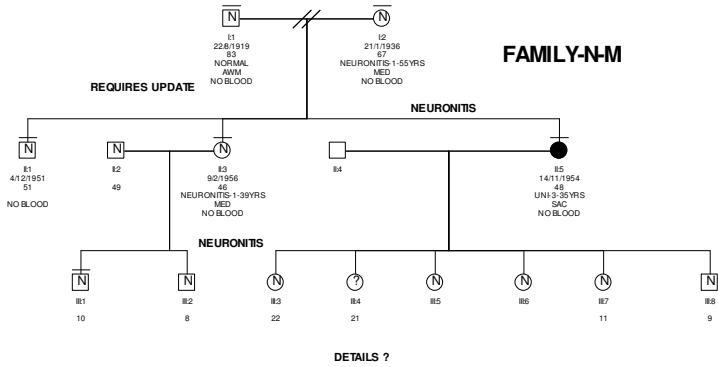 N
N
I:1
22/8/1919
83
NORMAL
AWM
NO BLOOD
I:2
21/1/1936
67
NEURONITIS-1-55YRS
MED
NO BLOOD
FAMILY-N-M
REQUIRES UPDATE
NEURONITIS
N
N
N
II:1
4/12/1951
51
NO BLOOD
II:2
49
II:3
9/2/1956
46
NEURONITIS-1-39YRS
MED
NO BLOOD
II:4
II:5
14/11/1954
48
UNI-3-35YRS
SAC
NO BLOOD
NEURONITIS
N
N
N
?
N
N
N
N
III:1
10
III:2
8
III:3
22
III:4
21
III:5
III:6
III:7
11
III:8
9
DETAILS ?